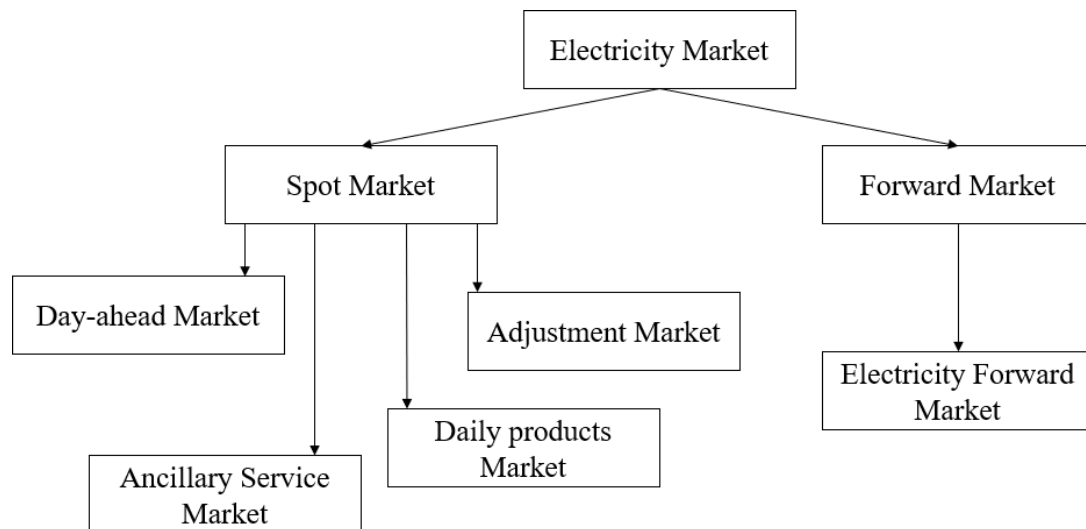 Electricity Market
Spot Market
Forward Market
Day-ahead Market
Adjustment Market
Electricity Forward
Market
Daily products
Market
Ancillary Service
Market